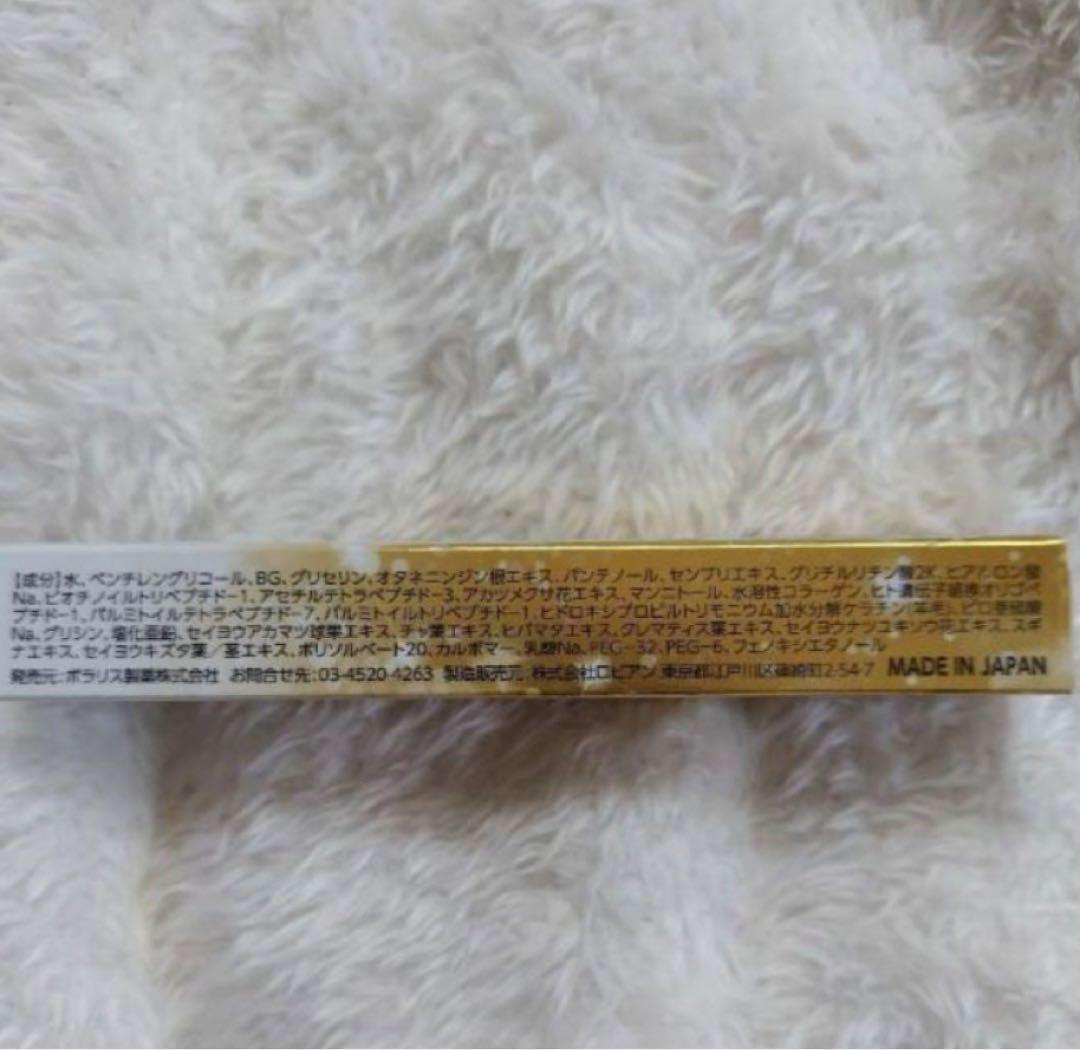 【成分】水、ペンチレングリコール、BG、グリセリン、オタネニンジン根エキス、パンテノール、センブリエキス、グリチルリチン酸2K、ヒアルロン酸
Na、ビオチノイルトリペプチド-1、アセチルテトラペプチド-3、アカツメクサ花エキス、マンニトール、水溶性コラーゲン、ヒト遺伝子組換オリゴペ
プチド-1、パルミトイルテトラペプチド-7、パルミトイルトリペプチド-1、ヒドロキシプロピルトリモニウム加水分解ケラチン(羊毛)、ピロ亜硫酸
Na、グリシン、塩化亜鉛、セイヨウアカマツ球果エキス、チャ葉エキス、ヒバマタエキス、クレマティス葉エキス、セイヨウナツユキソウ花エキス、スギ
ナエキス、セイヨウキズタ葉／茎エキス、ポリソルベート20、カルボマー、乳酸Na、PEG-32、PEG-6、フェノキシエタノール
発売元:ポラリス製薬株式会社 お問合せ先:03-4520-4263 製造販売元:株式会社ロピアン 東京都江戸川区篠崎町2-54-7 MADE IN JAPAN